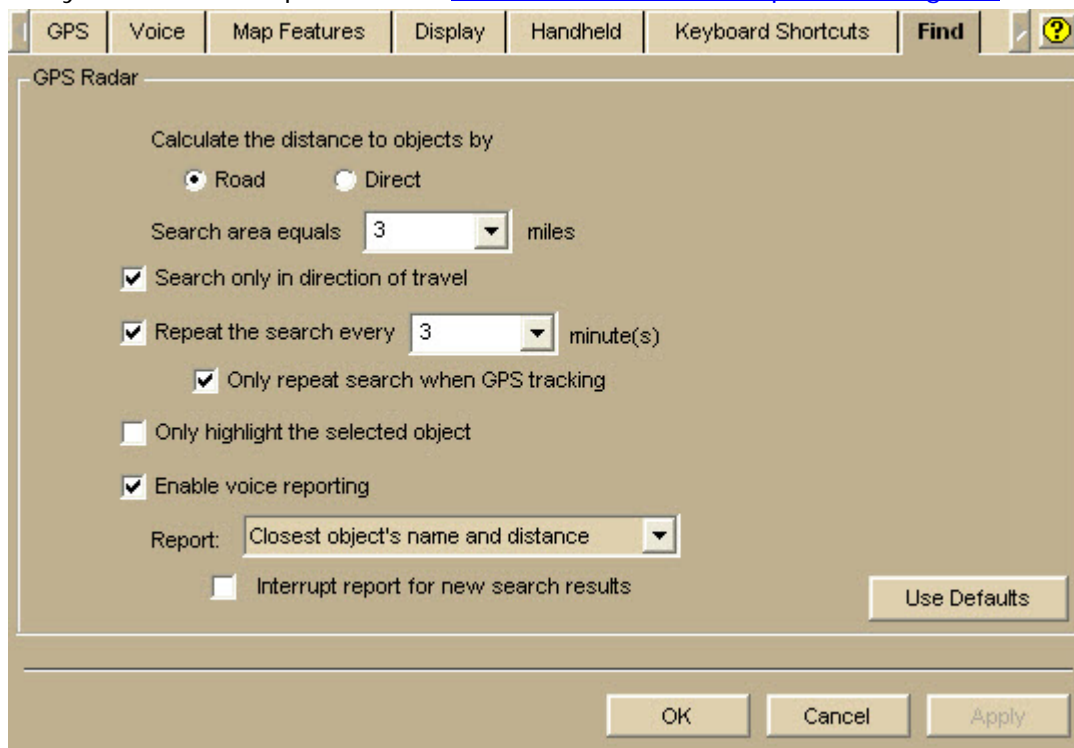 GPS Voice Map Features Display Handheld Keyboard Shortcuts Find ?
GPS Radar
Calculate the distance to objects by
Road Direct
Search area equals 3 miles
Search only in direction of travel
Repeat the search every 3 minute(s)
Only repeat search when GPS tracking
Only highlight the selected object
Enable voice reporting
Report: Closest object's name and distance
Interrupt report for new search results
Use Defaults
OK Cancel Apply